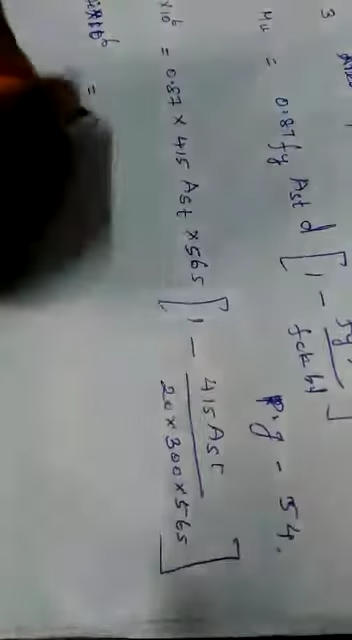 3
Mu = 0.87 fy Ast d [ 1 - fy / fck bd ]
P.g - 54.
×10⁶ = 0.87 × 415 Ast × 565 [ 1 - 415 Ast / 20×300×565 ]
×10⁶ =